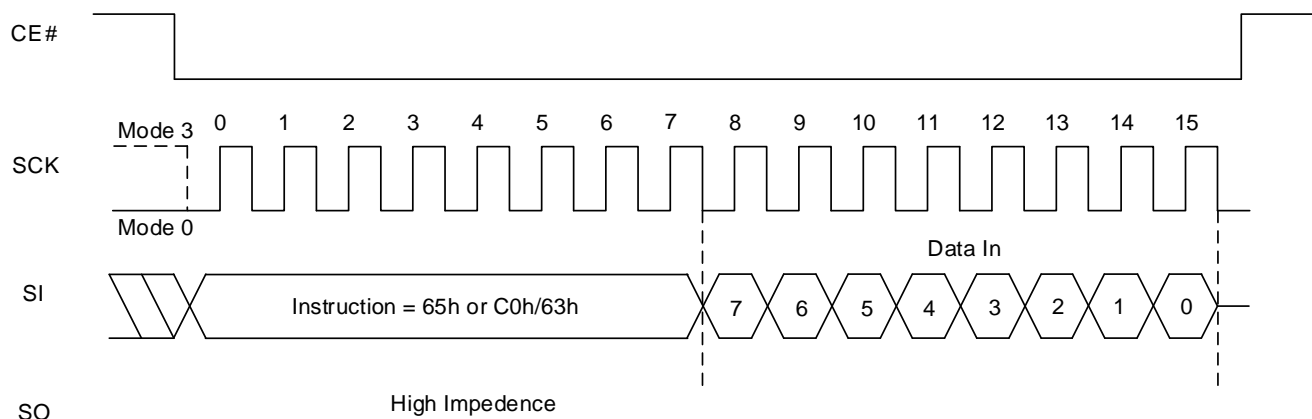 CE#
0 1 2 3 4 5 6 7 8 9 10 11 12 13 14 15
Mode 3
SCK
Mode 0
Data In
SI
Instruction = 65h or C0h/63h
7 6 5 4 3 2 1 0
High Impedence
SO